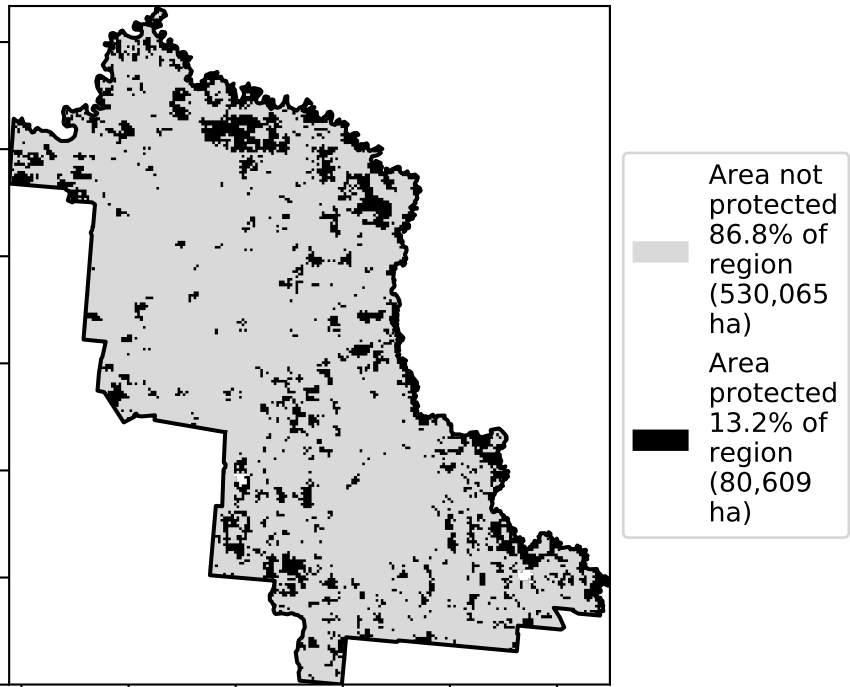 Area not
protected
86.8% of
region
(530,065
ha)
Area
protected
13.2% of
region
(80,609
ha)